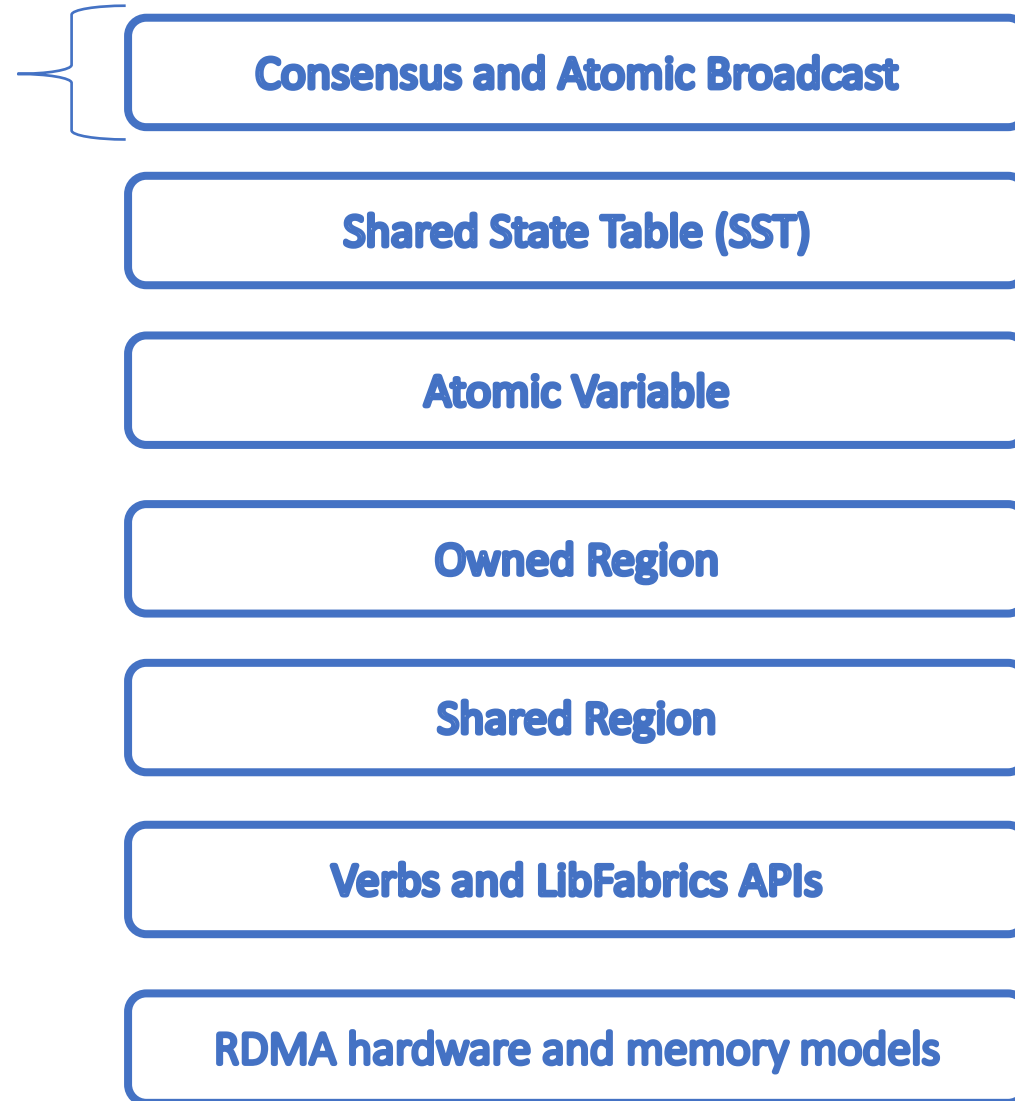 Consensus and Atomic Broadcast
Shared State Table (SST)
Atomic Variable
Owned Region
Shared Region
Verbs and LibFabrics APIs
RDMA hardware and memory models